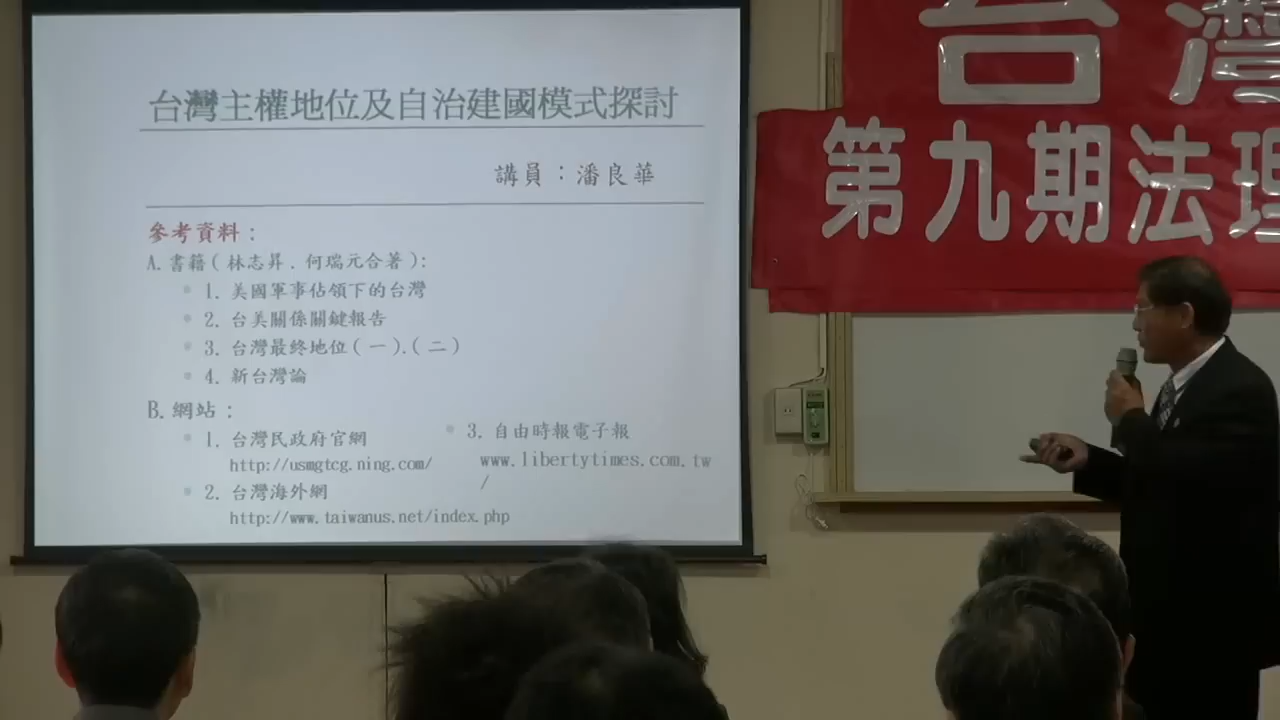 台灣主權地位及自治建國模式探討
講員：潘良華
參考資料：
A. 書籍(林志昇．何瑞元合著):
1. 美國軍事佔領下的台灣
2. 台美關係關鍵報告
3. 台灣最終地位(一).(二)
4. 新台灣論
B. 網站：
1. 台灣民政府官網
http://usmgtcg.ning.com/
2. 台灣海外網
http://www.taiwanus.net/index.php
3. 自由時報電子報
www.libertytimes.com.tw
/
台灣
第九期法理